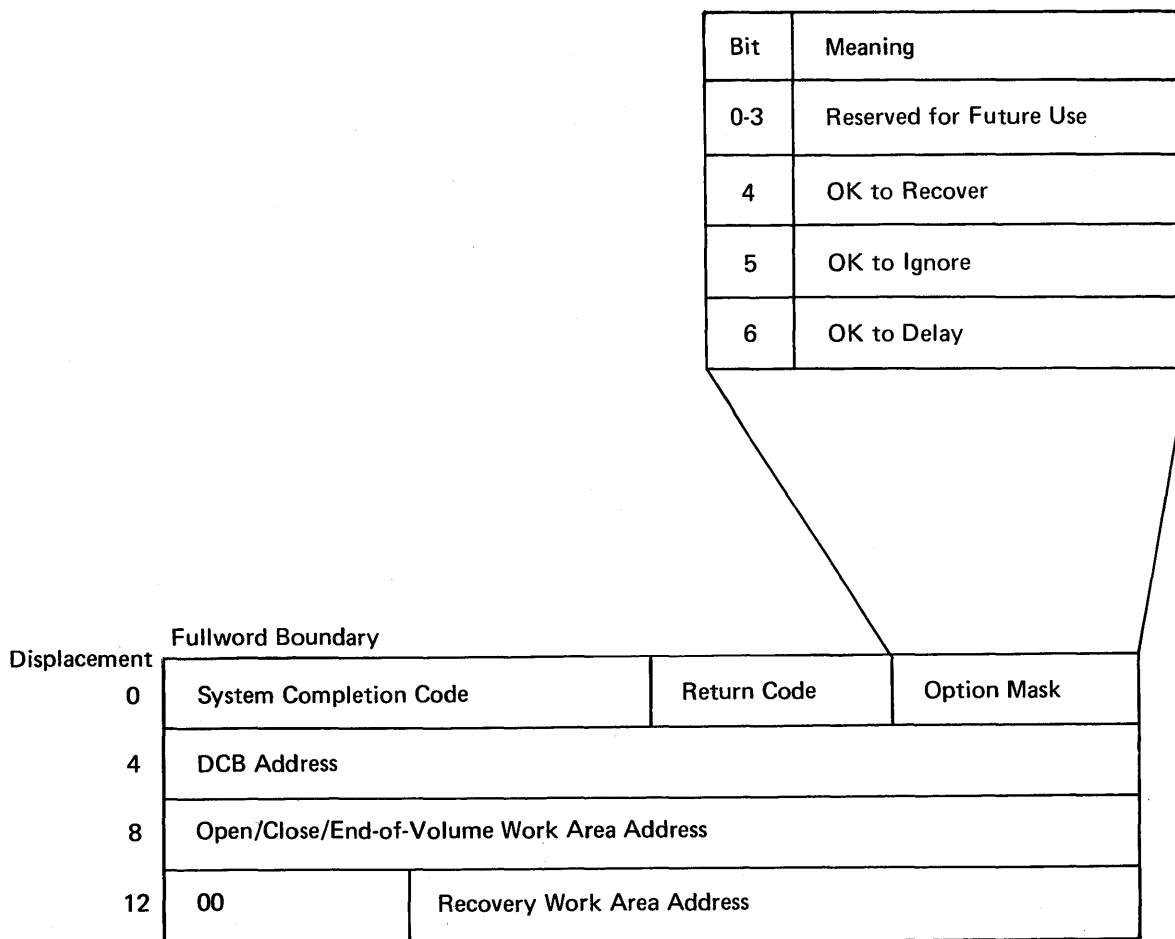 Bit Meaning
0-3 Reserved for Future Use
4 OK to Recover
5 OK to Ignore
6 OK to Delay
Fullword Boundary
Displacement
0 System Completion Code Return Code Option Mask
4 DCB Address
8 Open/Close/End-of-Volume Work Area Address
12 00 Recovery Work Area Address